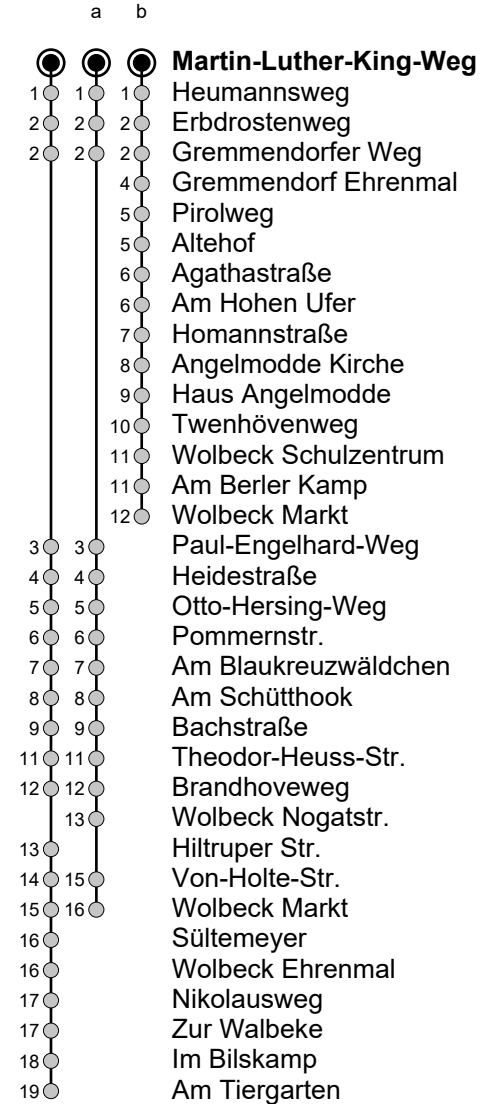 a b
Martin-Luther-King-Weg
1 1 1 Heumannsweg
2 2 2 Erbdrostenweg
2 2 2 Gremmendorfer Weg
4 Gremmendorf Ehrenmal
5 Pirolweg
5 Altehof
6 Agathastraße
6 Am Hohen Ufer
7 Homannstraße
8 Angelmodde Kirche
9 Haus Angelmodde
10 Twenhövenweg
11 Wolbeck Schulzentrum
11 Am Berler Kamp
12 Wolbeck Markt
3 3 Paul-Engelhard-Weg
4 4 Heidestraße
5 5 Otto-Hersing-Weg
6 6 Pommernstr.
7 7 Am Blaukreuzwäldchen
8 8 Am Schütthook
9 9 Bachstraße
11 11 Theodor-Heuss-Str.
12 12 Brandhoveweg
13 Wolbeck Nogatstr.
13 Hiltruper Str.
14 15 Von-Holte-Str.
15 16 Wolbeck Markt
16 Sültemeyer
16 Wolbeck Ehrenmal
17 Nikolausweg
17 Zur Walbeke
18 Im Bilskamp
19 Am Tiergarten